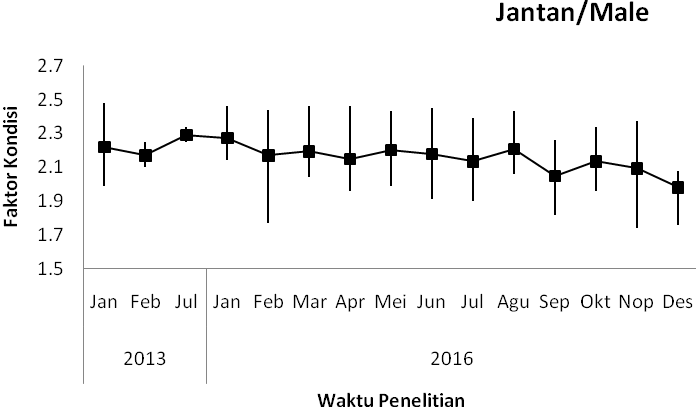 Jantan/Male
Faktor Kondisi
2.7
2.5
2.3
2.1
1.9
1.7
1.5
Jan Feb Jul Jan Feb Mar Apr Mei Jun Jul Agu Sep Okt Nop Des
2013 2016
Waktu Penelitian